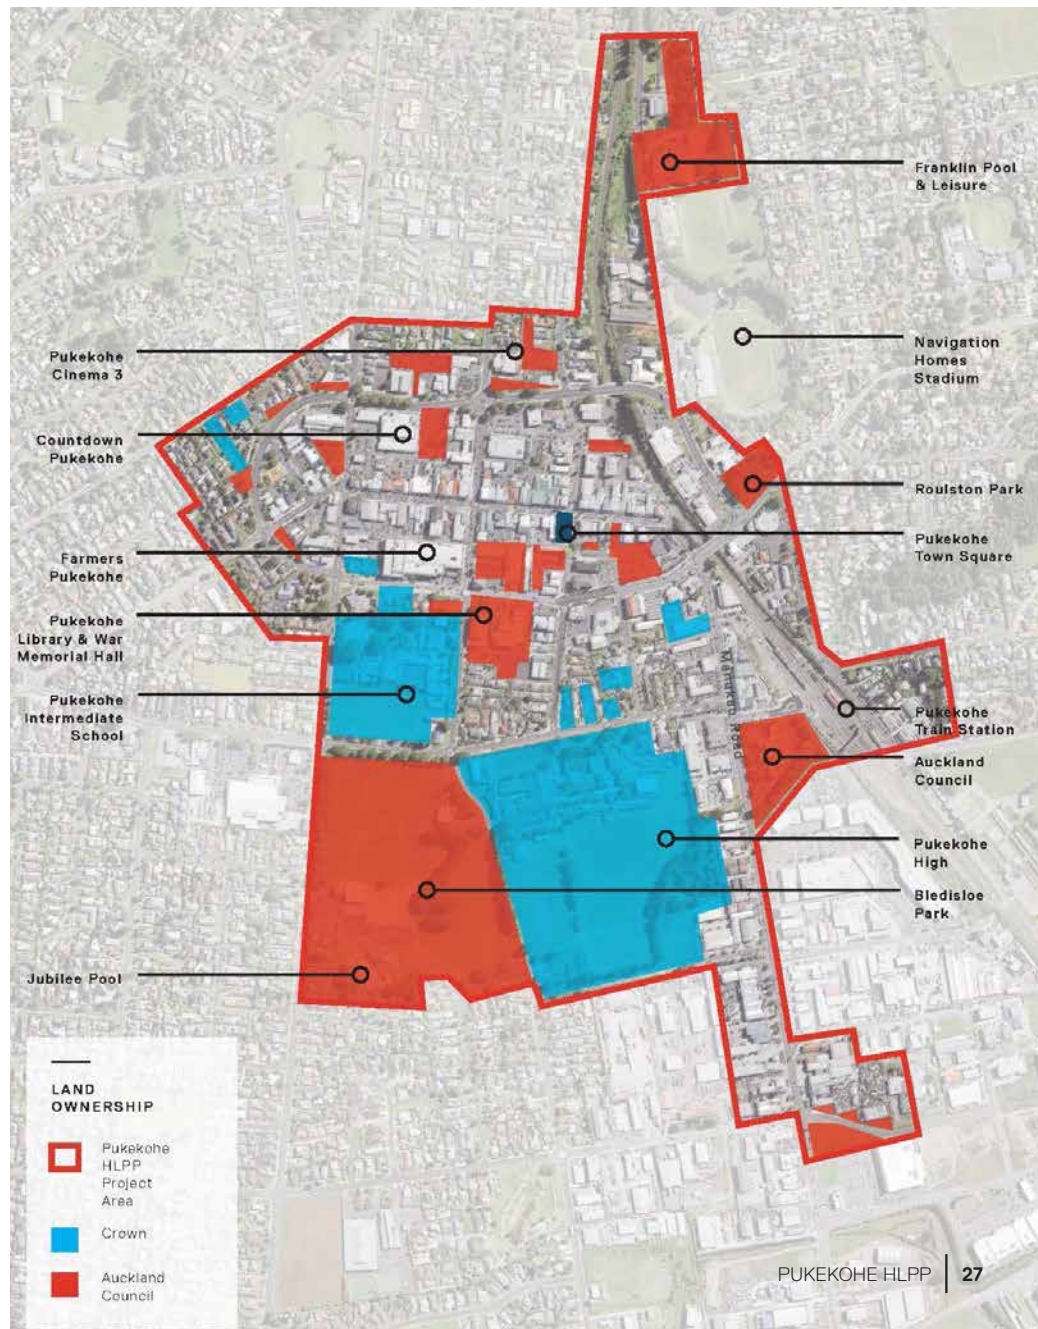 Franklin Pool
& Leisure
Navigation
Homes
Stadium
Pukekohe
Cinema 3
Countdown
Pukekohe
Roulston Park
Pukekohe
Town Square
Farmers
Pukekohe
Pukekohe
Library & War
Memorial Hall
Pukekohe
Intermediate
School
Manukau Road
Pukekohe
Train Station
Auckland
Council
Pukekohe
High
Bledisloe
Park
Jubilee Pool
LAND
OWNERSHIP
Pukekohe
HLPP
Project
Area
Crown
Auckland
Council
PUKEKOHE HLPP | 27